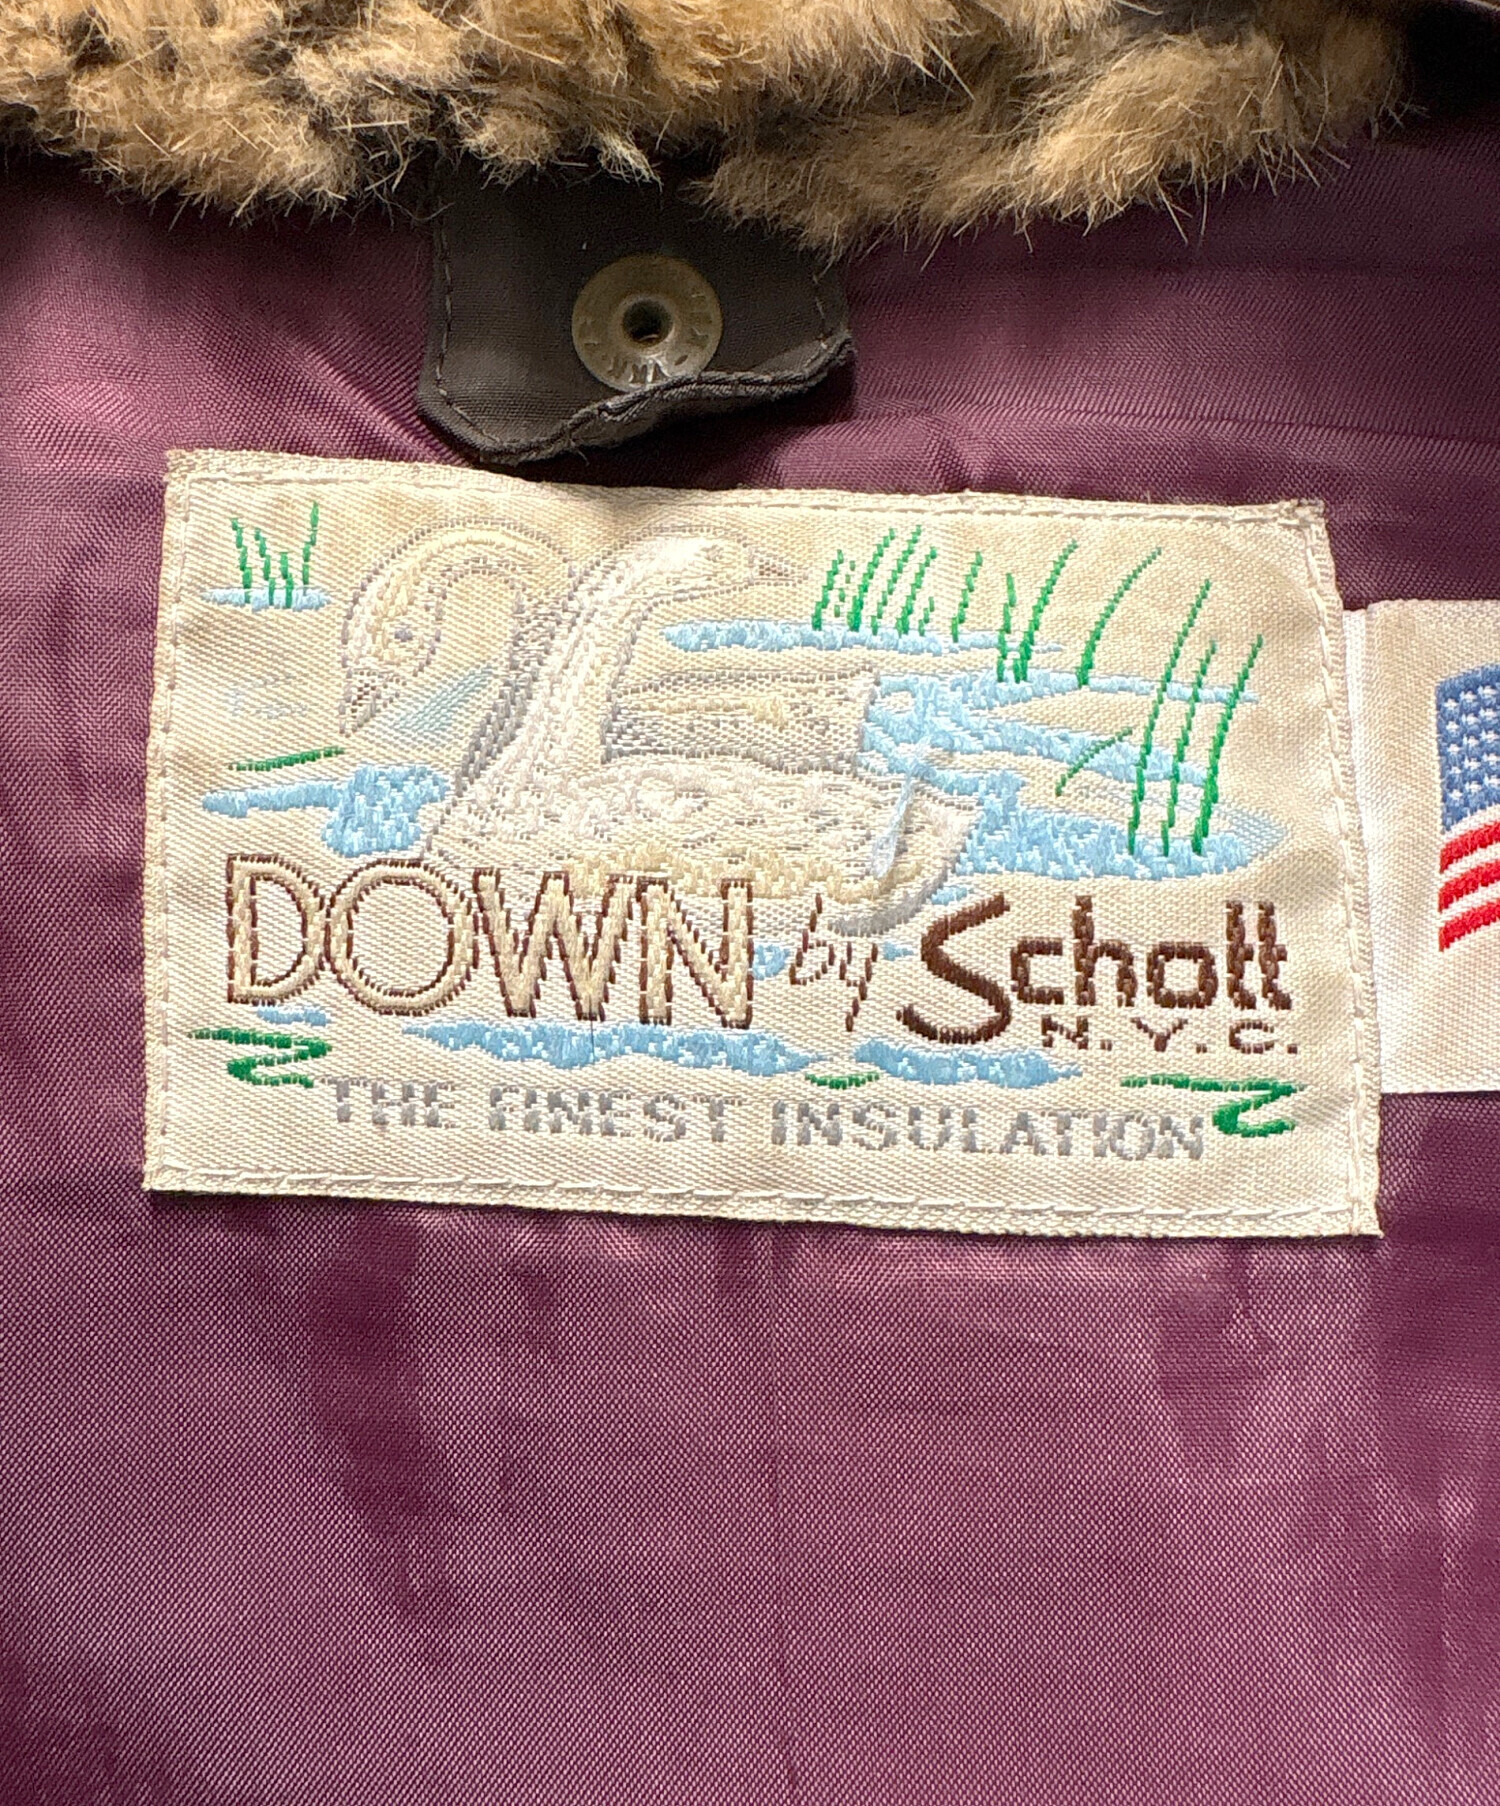 DOWN by Schott
N.Y.C.
THE FINEST INSULATION